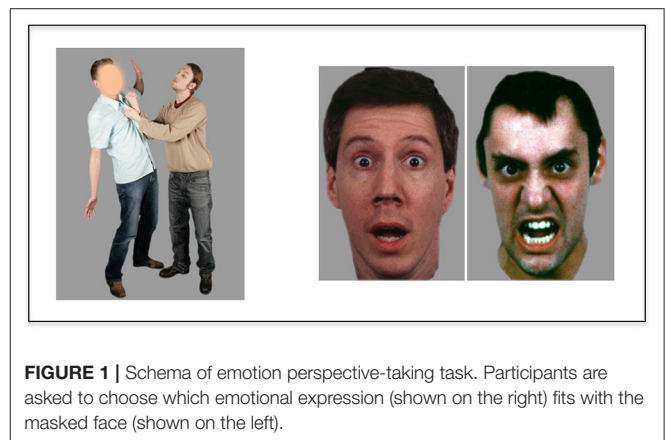 FIGURE 1 | Schema of emotion perspective-taking task. Participants are
asked to choose which emotional expression (shown on the right) fits with the
masked face (shown on the left).